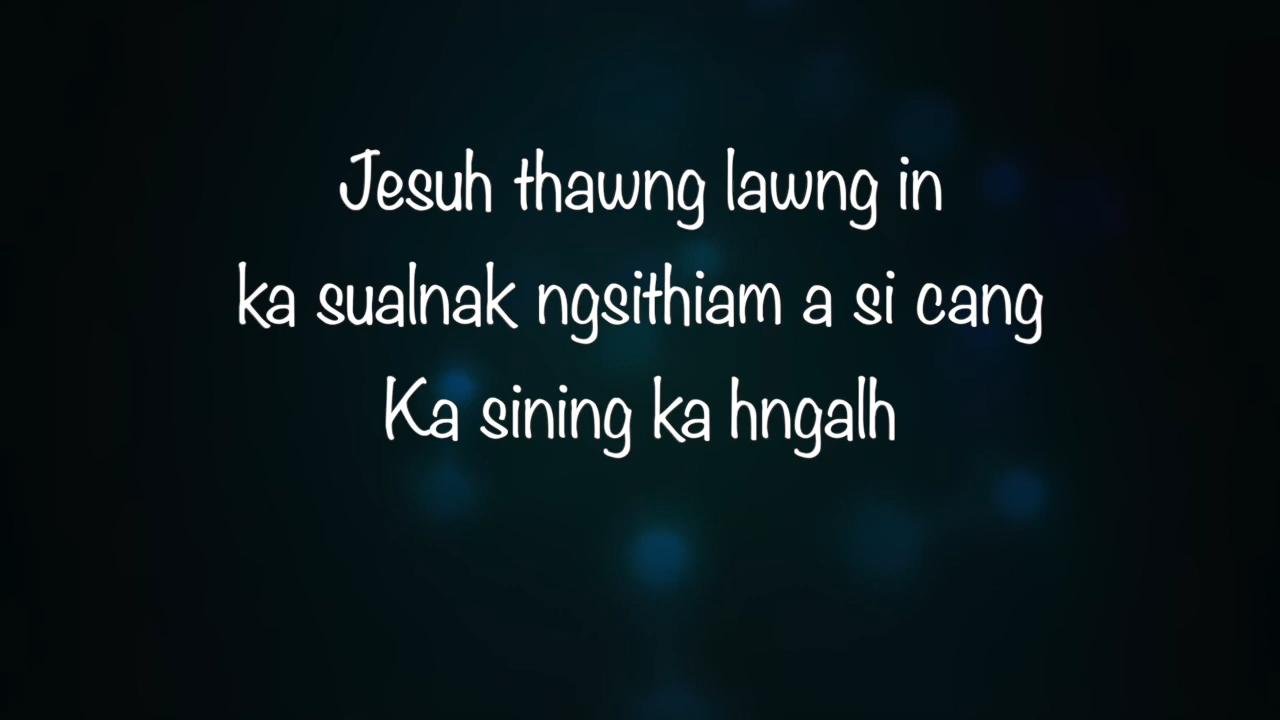 Jesuh thawng lawng in
ka sualnak ngsithiam a si cang
Ka sining ka hngalh